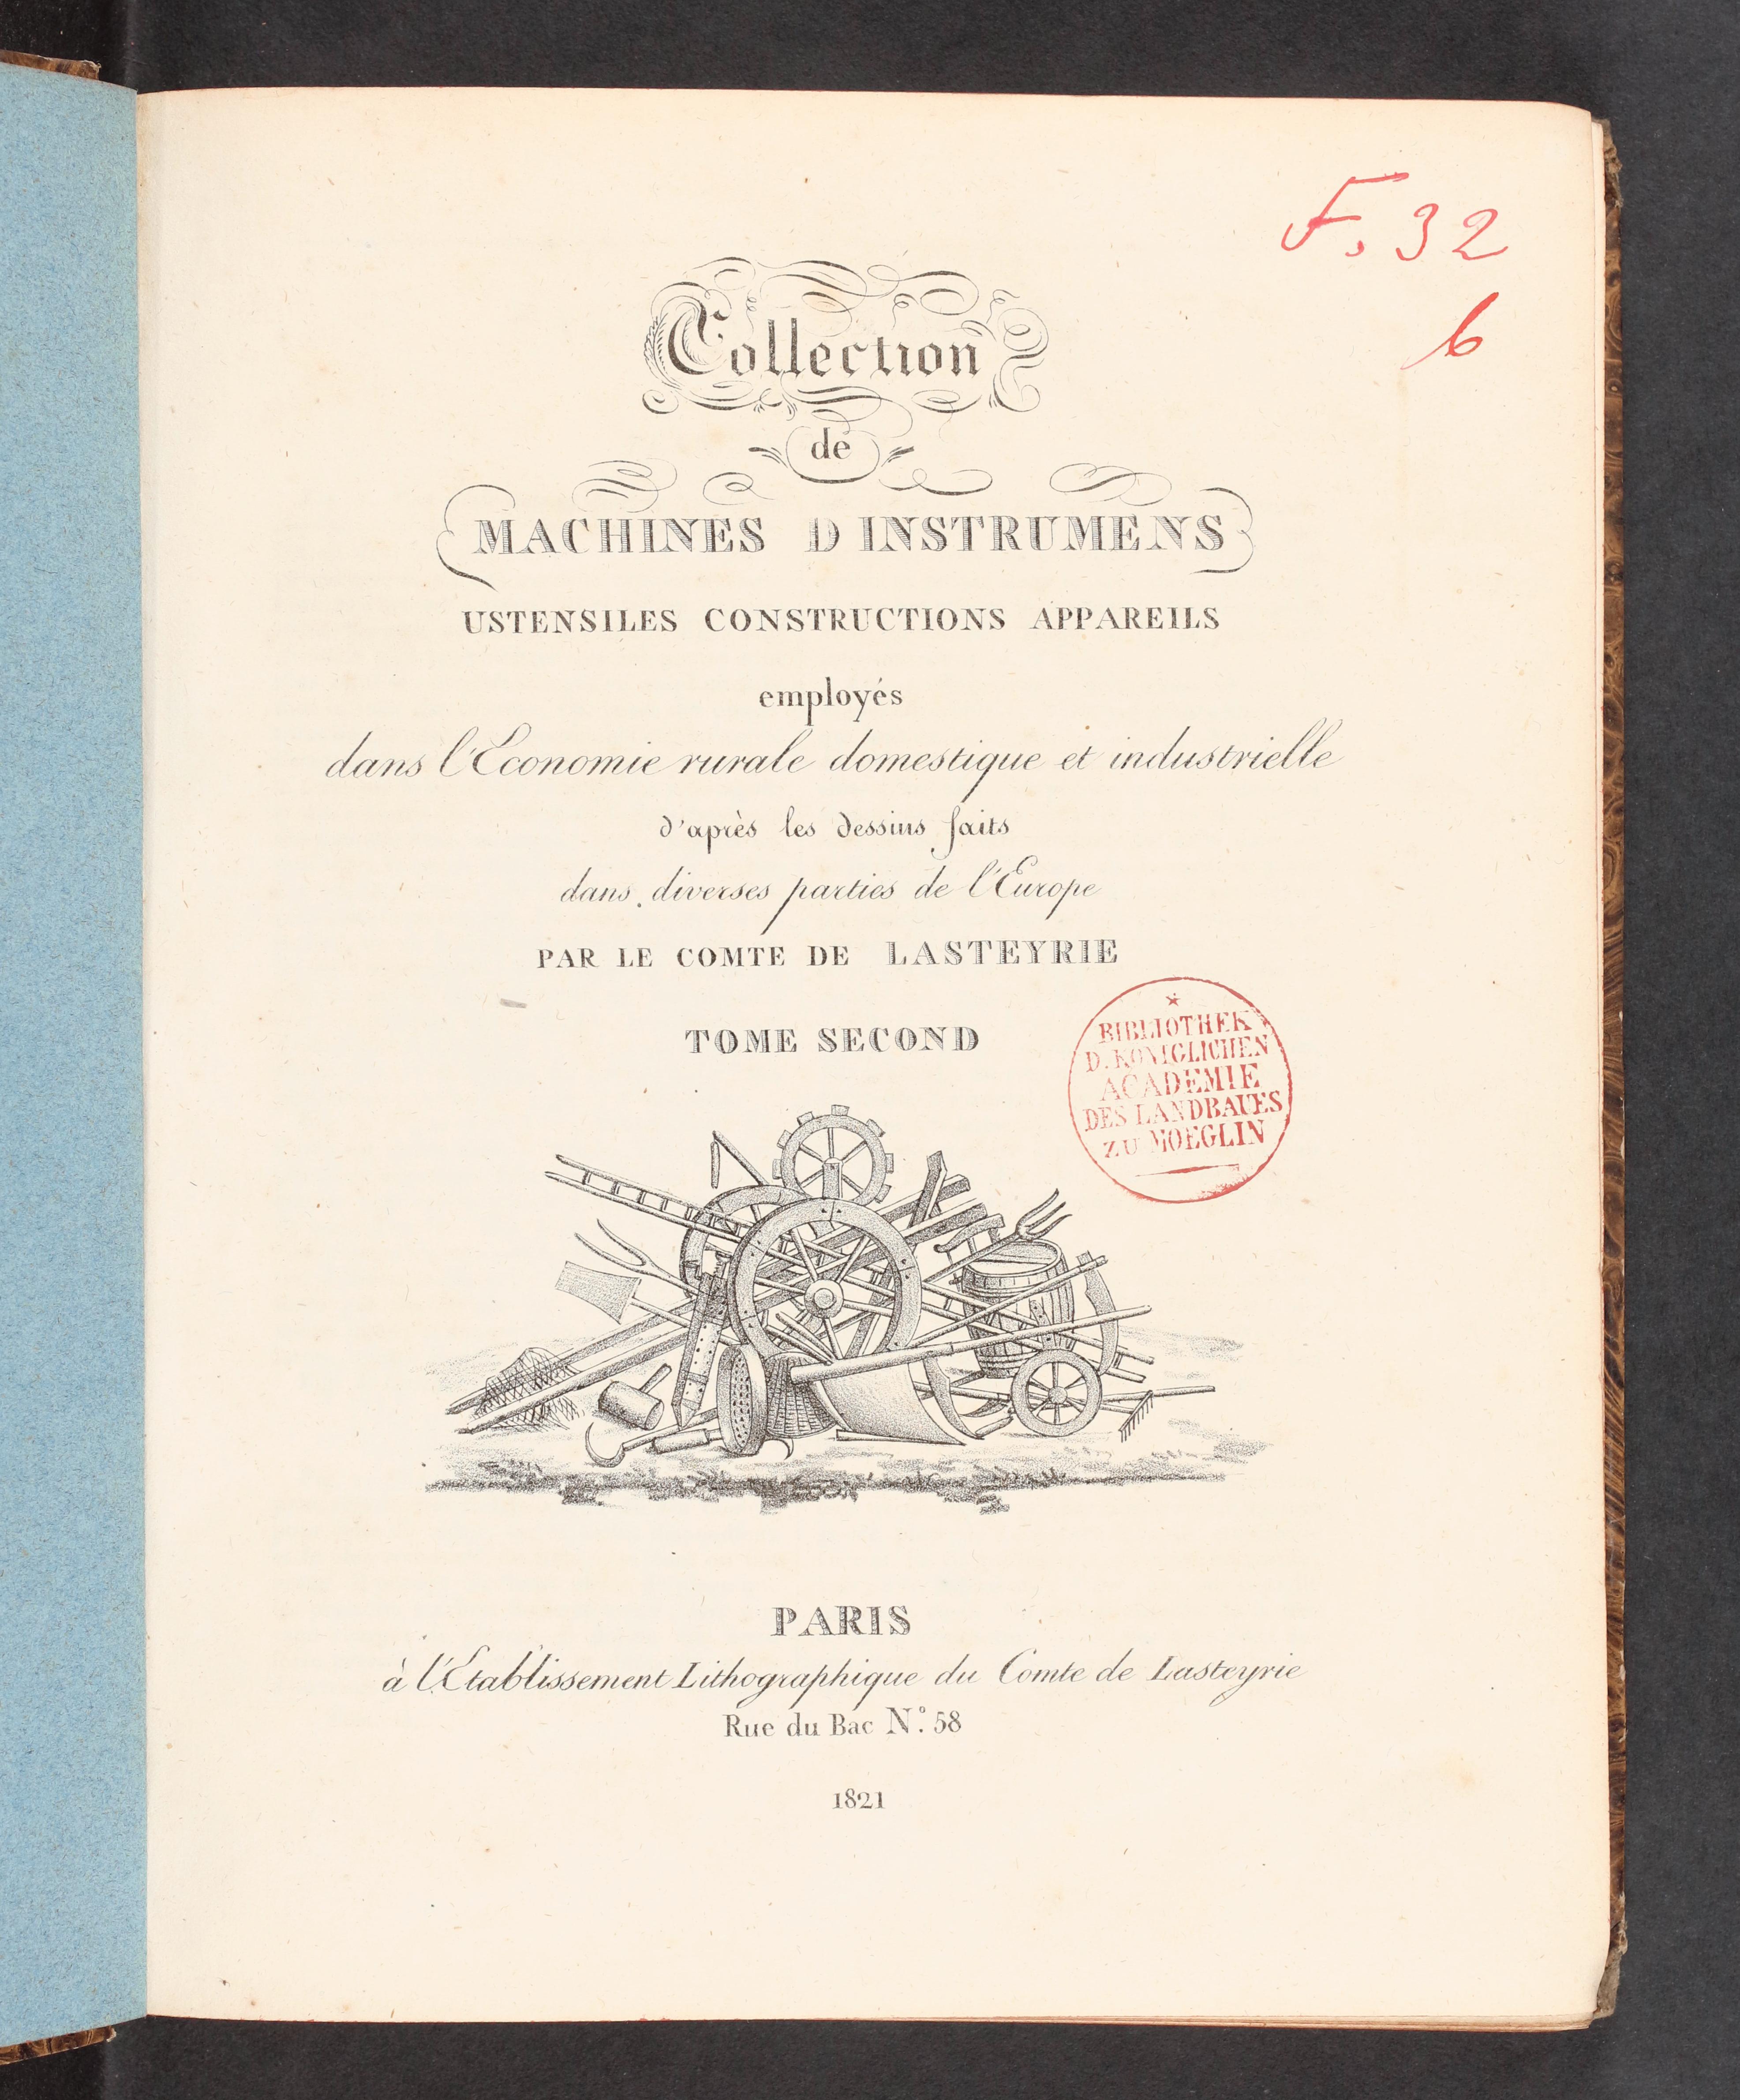 F. 32
b
Collection
de
MACHINES D INSTRUMENS
USTENSILES CONSTRUCTIONS APPAREILS
employés
dans l'Economie rurale domestique et industrielle
d'après les dessins faits
dans diverses parties de l'Europe
PAR LE COMTE DE LASTEYRIE
TOME SECOND
BIBLIOTHEK
D. KÖNIGLICHEN
ACADEMIE
DES LANDBAUES
ZU MOEGLIN
PARIS
à l'Etablissement Lithographique du Comte de Lasteyrie
Rue du Bac N.º 58
1821